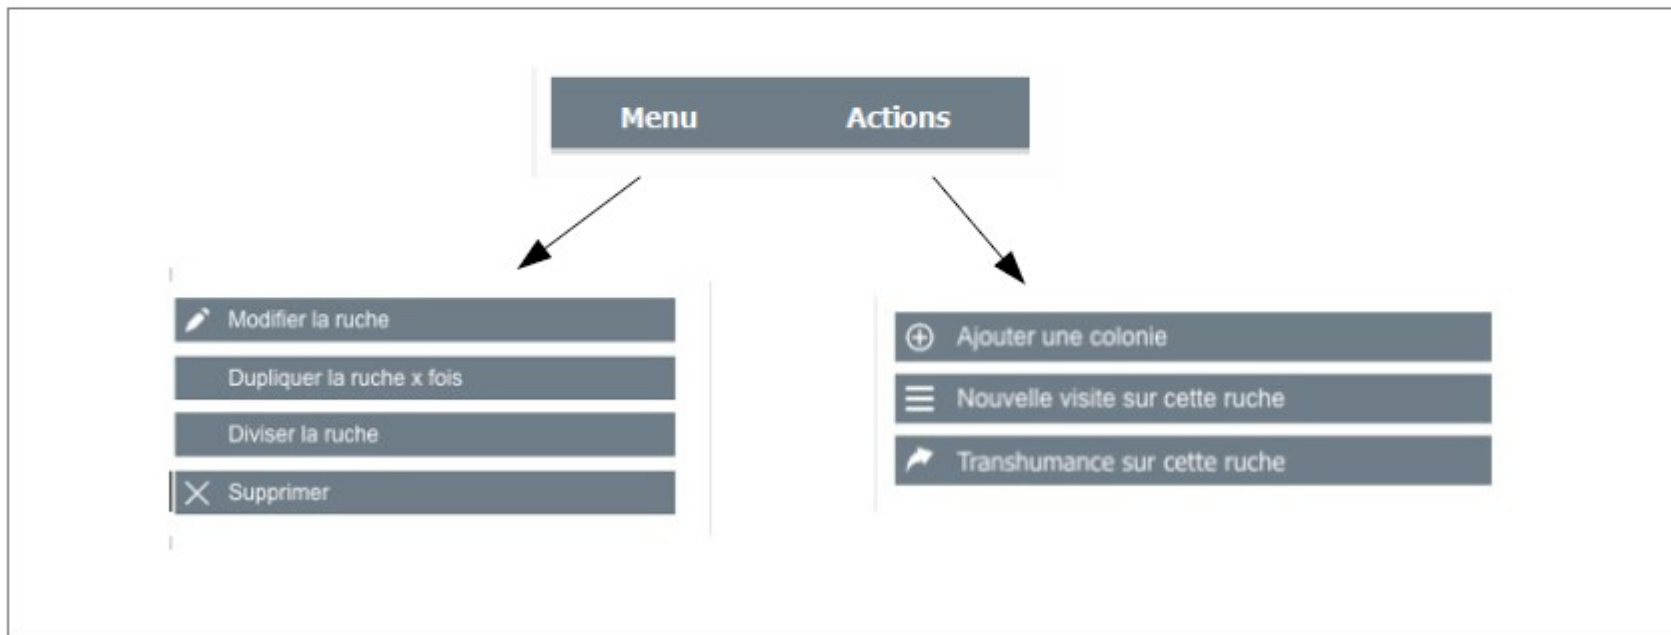 Menu Actions
Modifier la ruche
Dupliquer la ruche x fois
Diviser la ruche
Supprimer
Ajouter une colonie
Nouvelle visite sur cette ruche
Transhumance sur cette ruche